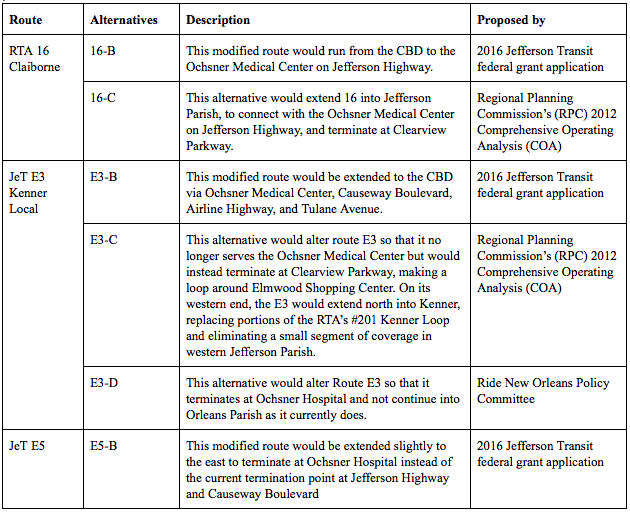 Route Alternatives Description Proposed by
RTA 16 16-B This modified route would run from the CBD to the 2016 Jefferson Transit
Claiborne Ochsner Medical Center on Jefferson Highway. federal grant application
16-C This alternative would extend 16 into Jefferson Regional Planning
Parish, to connect with the Ochsner Medical Center Commission's (RPC) 2012
on Jefferson Highway, and terminate at Clearview Comprehensive Operating
Parkway. Analysis (COA)
JeT E3 E3-B This modified route would be extended to the CBD 2016 Jefferson Transit
Kenner via Ochsner Medical Center, Causeway Boulevard, federal grant application
Local Airline Highway, and Tulane Avenue.
E3-C This alternative would alter route E3 so that it no Regional Planning
longer serves the Ochsner Medical Center but would Commission's (RPC) 2012
instead terminate at Clearview Parkway, making a Comprehensive Operating
loop around Elmwood Shopping Center. On its Analysis (COA)
western end, the E3 would extend north into Kenner,
replacing portions of the RTA's #201 Kenner Loop
and eliminating a small segment of coverage in
western Jefferson Parish.
E3-D This alternative would alter Route E3 so that it Ride New Orleans Policy
terminates at Ochsner Hospital and not continue into Committee
Orleans Parish as it currently does.
JeT E5 E5-B This modified route would be extended slightly to 2016 Jefferson Transit
the east to terminate at Ochsner Hospital instead of federal grant application
the current termination point at Jefferson Highway
and Causeway Boulevard